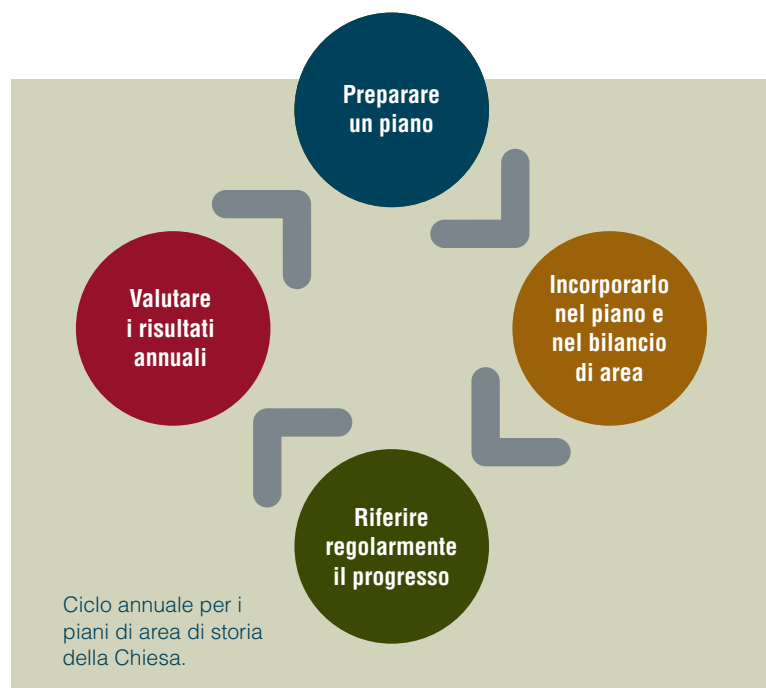 Preparare
un piano
Incorporarlo
nel piano e
nel bilancio
di area
Riferire
regolarmente
il progresso
Valutare
i risultati
annuali
Ciclo annuale per i
piani di area di storia
della Chiesa.